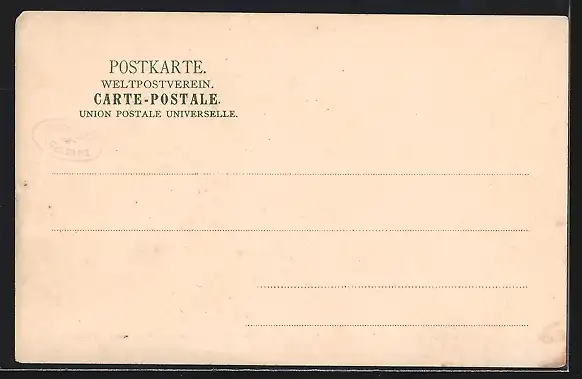 POSTKARTE.
WELTPOSTVEREIN.
CARTE-POSTALE.
UNION POSTALE UNIVERSELLE.